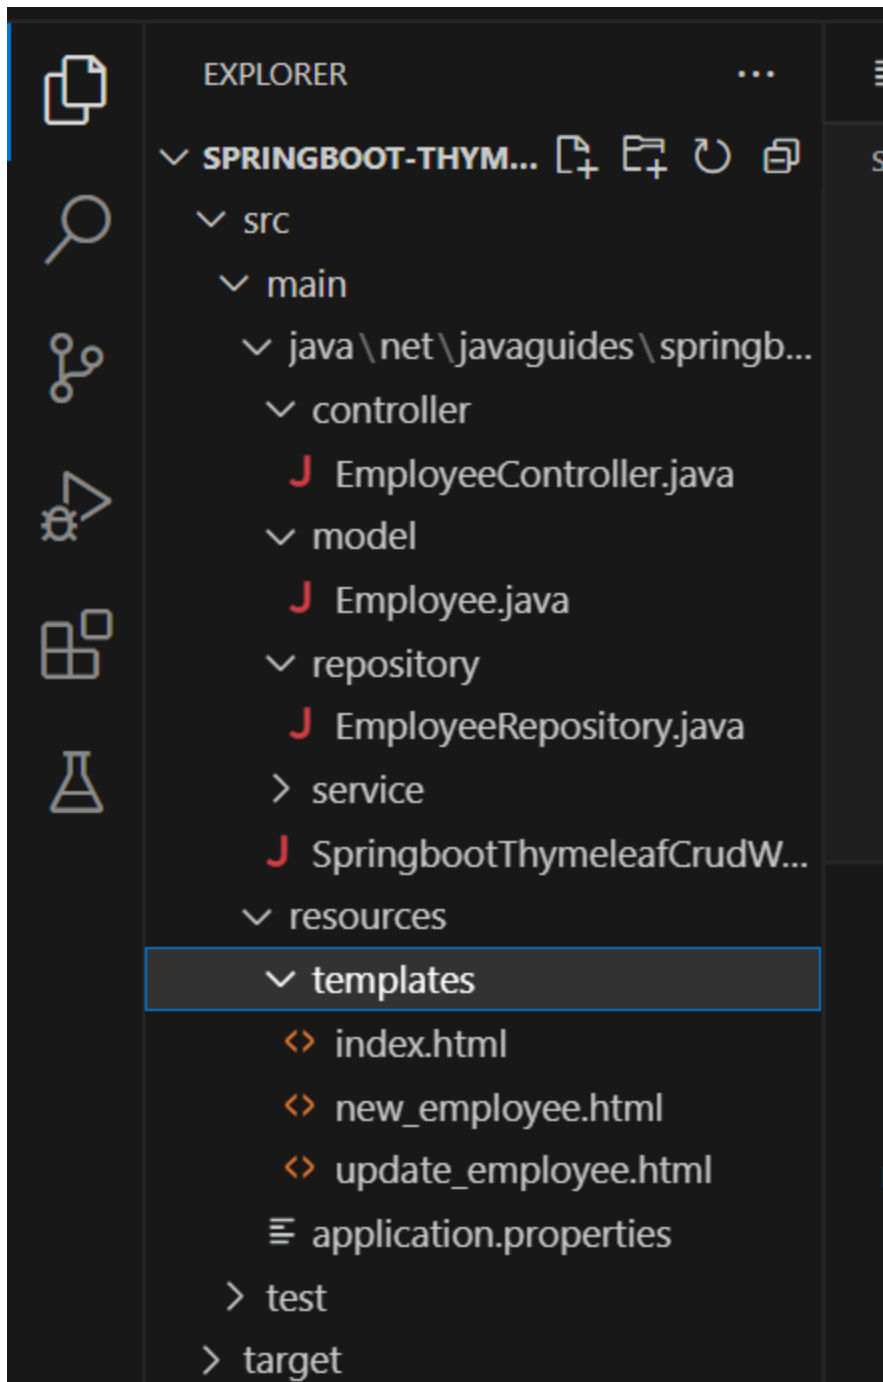 EXPLORER
SPRINGBOOT-THYM...
src
main
java\net\javaguides\springb...
controller
J EmployeeController.java
model
J Employee.java
repository
J EmployeeRepository.java
service
J SpringbootThymeleafCrudW...
resources
templates
<> index.html
<> new_employee.html
<> update_employee.html
application.properties
test
target